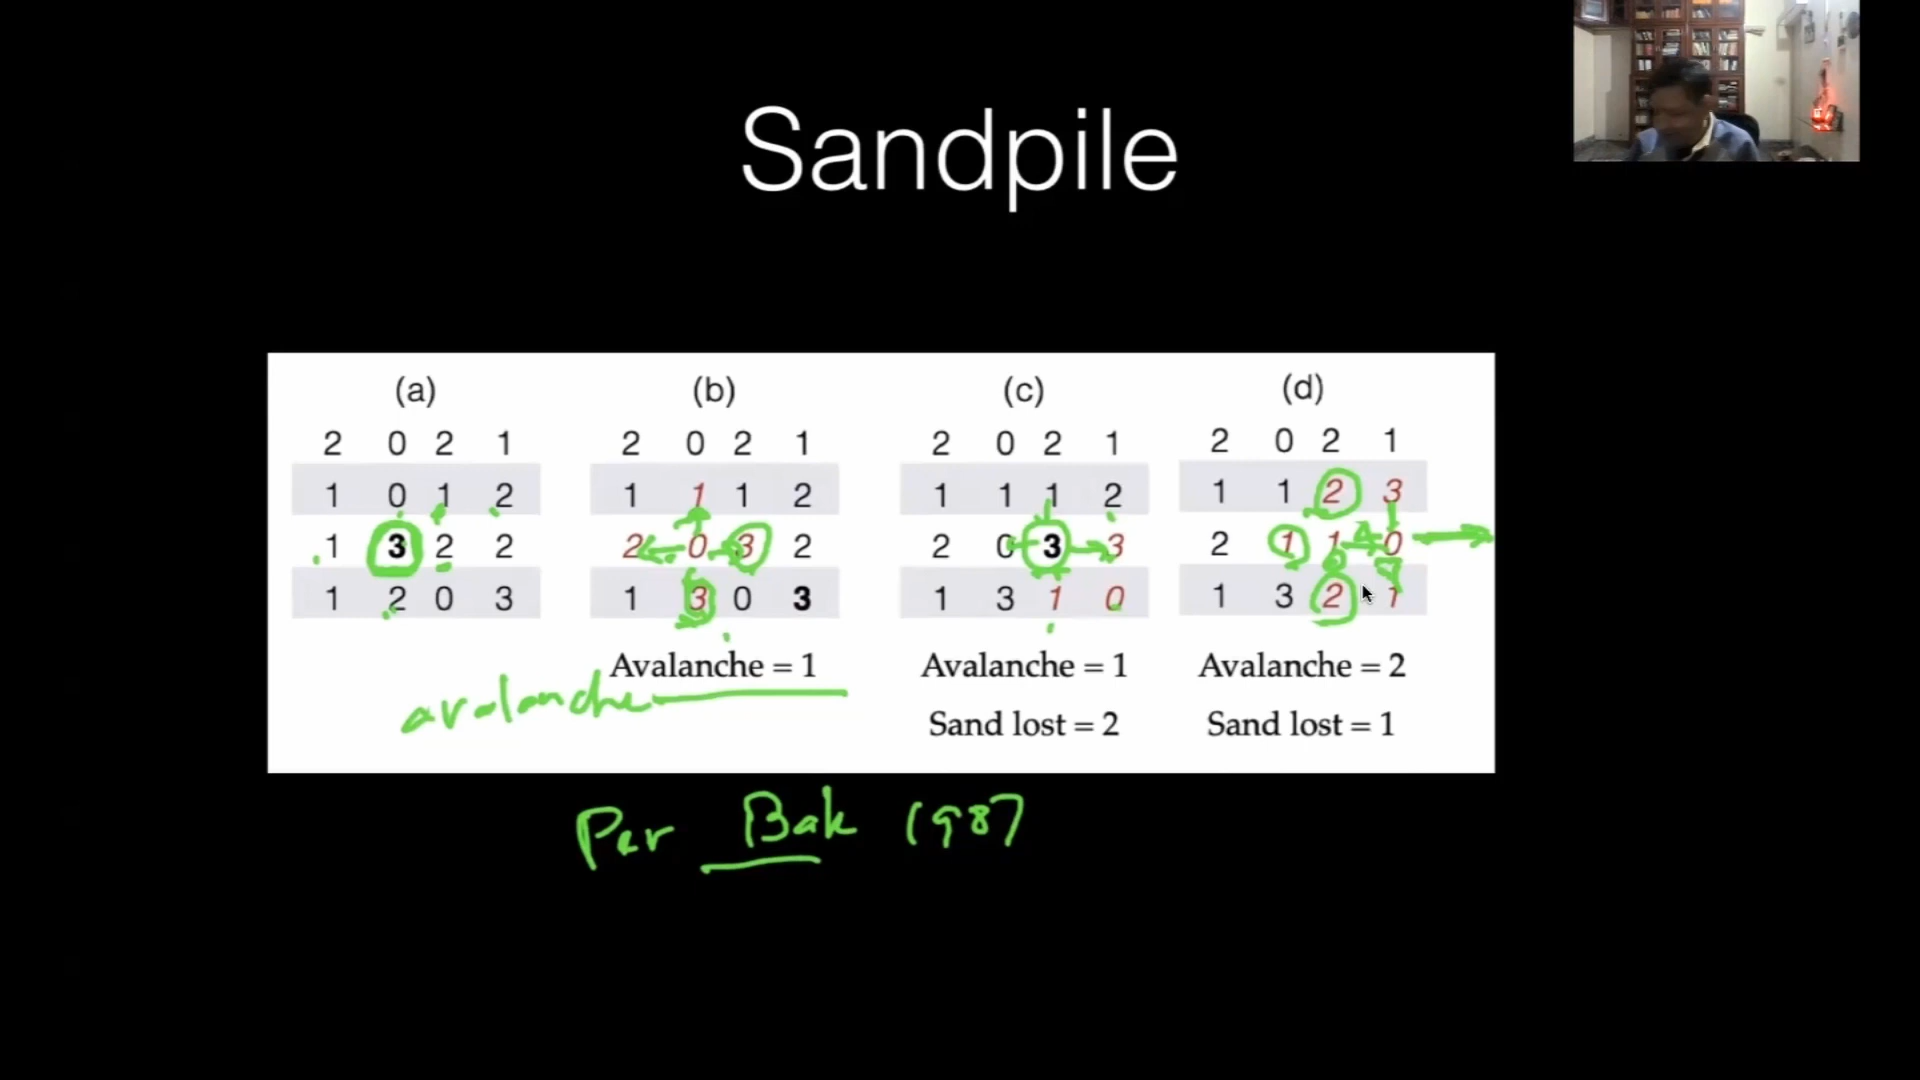 Sandpile
(a) (b) (c) (d)
2 0 2 1 2 0 2 1 2 0 2 1 2 0 2 1
1 0 1 2 1 1 1 2 1 1 1 2 1 1 2 3
1 3 2 2 2 0 3 2 2 0 3 3 2 1 1 0
1 2 0 3 1 3 0 3 1 3 1 0 1 3 2 1
Avalanche = 1 Avalanche = 1 Avalanche = 2
avalanche
Sand lost = 2 Sand lost = 1
Per Bak 1987